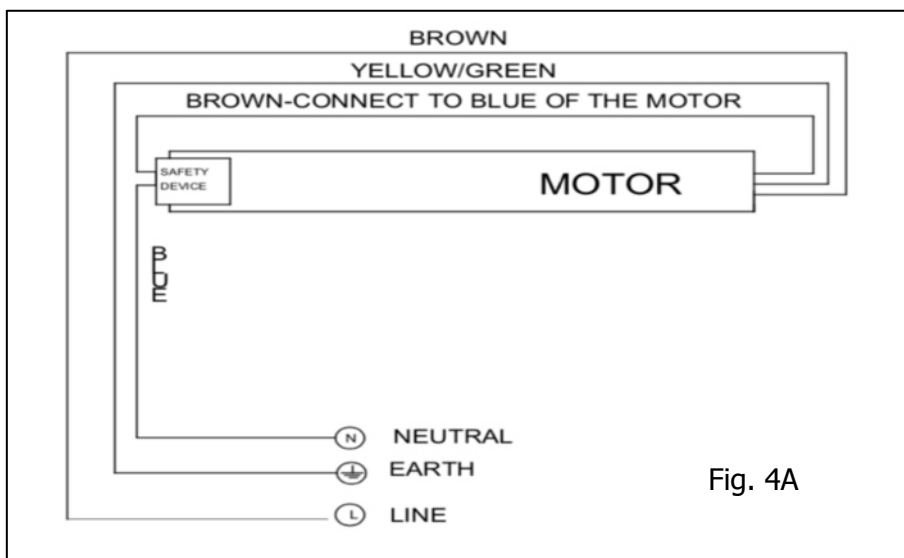 BROWN
YELLOW/GREEN
BROWN-CONNECT TO BLUE OF THE MOTOR
SAFETY
DEVICE
MOTOR
BLUE
N NEUTRAL
EARTH
L LINE
Fig. 4A